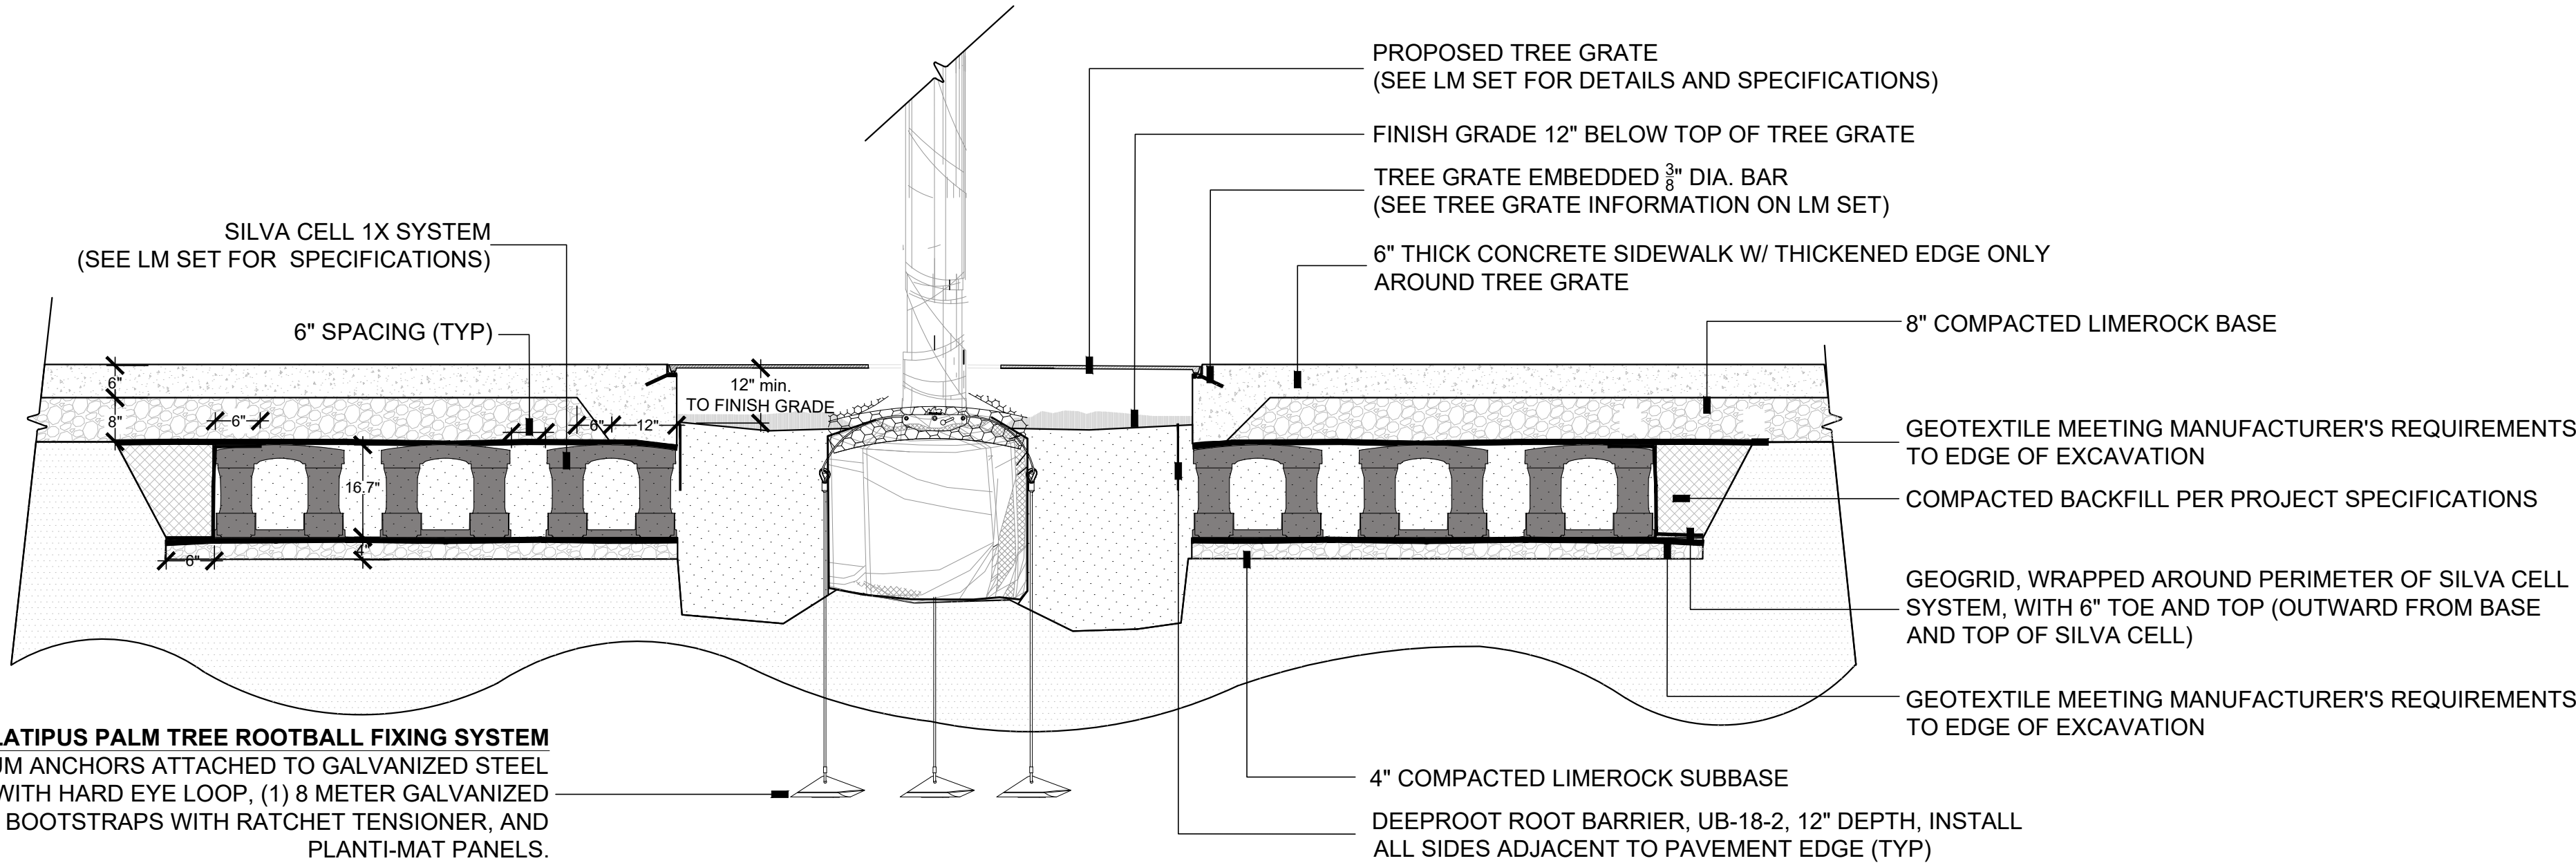 PROPOSED TREE GRATE
(SEE LM SET FOR DETAILS AND SPECIFICATIONS)
FINISH GRADE 12" BELOW TOP OF TREE GRATE
TREE GRATE EMBEDDED 3/8" DIA. BAR
(SEE TREE GRATE INFORMATION ON LM SET)
SILVA CELL 1X SYSTEM
(SEE LM SET FOR SPECIFICATIONS)
6" THICK CONCRETE SIDEWALK W/ THICKENED EDGE ONLY
AROUND TREE GRATE
6" SPACING (TYP)
8" COMPACTED LIMEROCK BASE
6"
12" min.
TO FINISH GRADE
8"
6"
6"
12"
GEOTEXTILE MEETING MANUFACTURER'S REQUIREMENTS
TO EDGE OF EXCAVATION
16.7"
COMPACTED BACKFILL PER PROJECT SPECIFICATIONS
4"
6"
GEOGRID, WRAPPED AROUND PERIMETER OF SILVA CELL
SYSTEM, WITH 6" TOE AND TOP (OUTWARD FROM BASE
AND TOP OF SILVA CELL)
GEOTEXTILE MEETING MANUFACTURER'S REQUIREMENTS
TO EDGE OF EXCAVATION
LATIPUS PALM TREE ROOTBALL FIXING SYSTEM
UM ANCHORS ATTACHED TO GALVANIZED STEEL
WITH HARD EYE LOOP, (1) 8 METER GALVANIZED
BOOTSTRAPS WITH RATCHET TENSIONER, AND
PLANTI-MAT PANELS.
4" COMPACTED LIMEROCK SUBBASE
DEEPROOT ROOT BARRIER, UB-18-2, 12" DEPTH, INSTALL
ALL SIDES ADJACENT TO PAVEMENT EDGE (TYP)